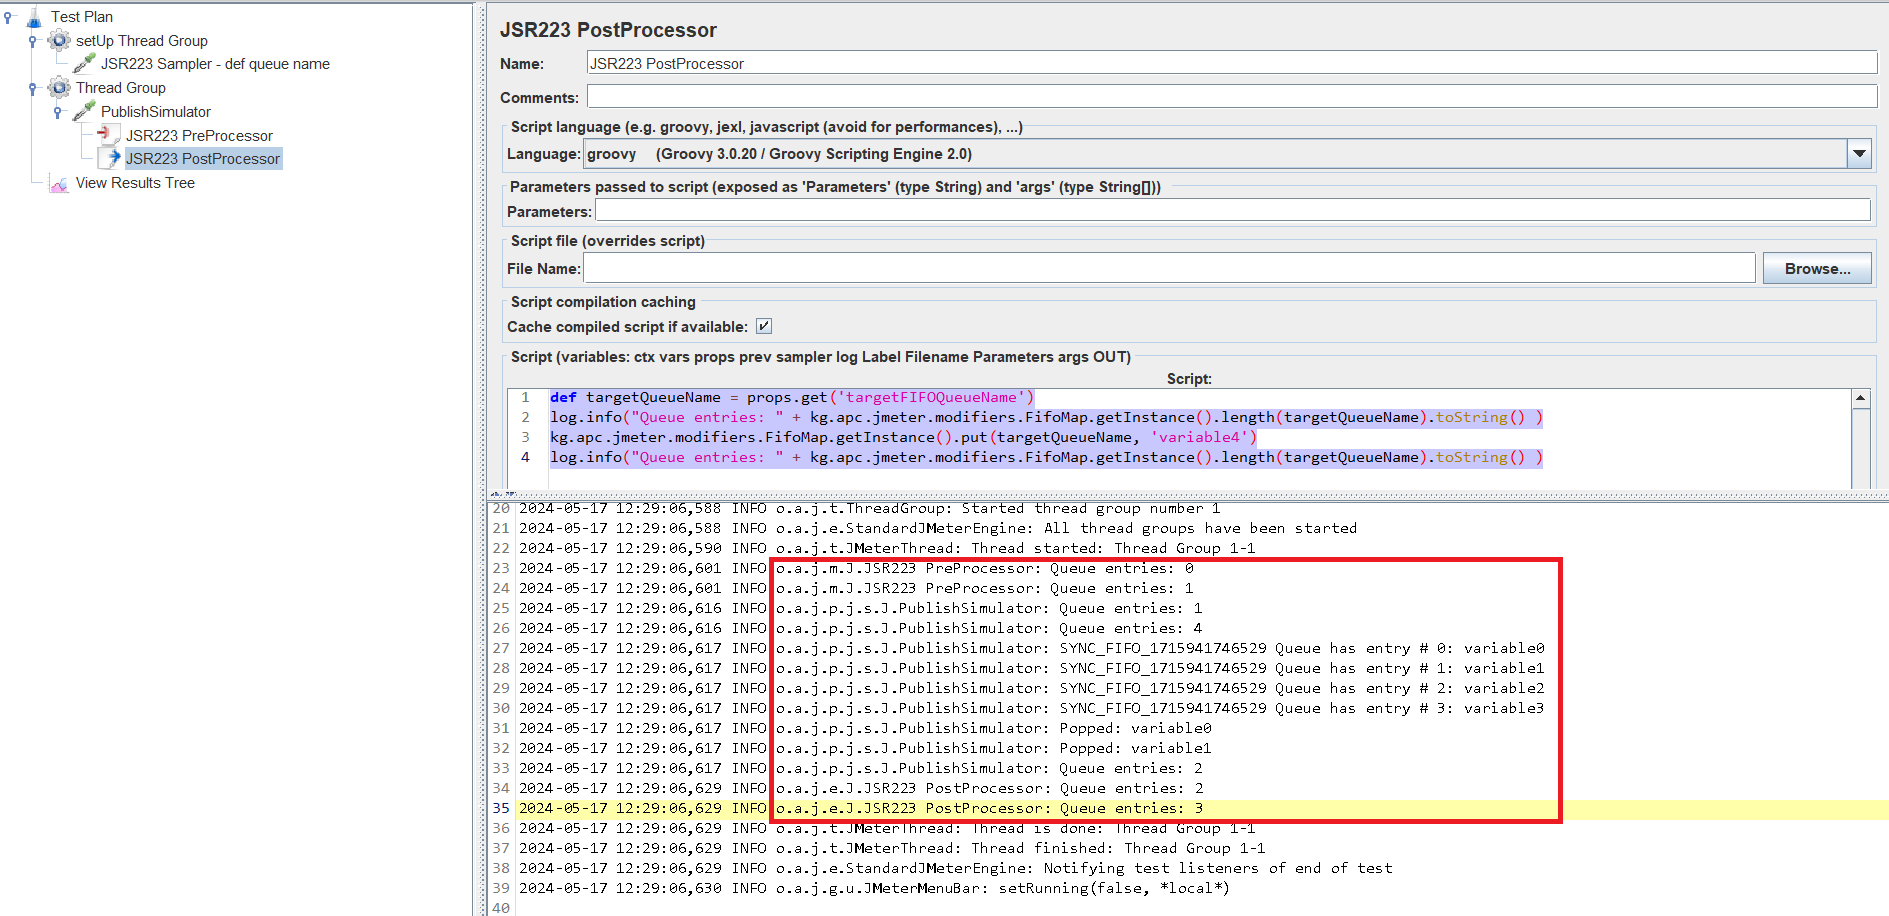 Test Plan
setUp Thread Group
JSR223 Sampler - def queue name
Thread Group
PublishSimulator
JSR223 PreProcessor
JSR223 PostProcessor
View Results Tree
JSR223 PostProcessor
Name: JSR223 PostProcessor
Comments:
Script language (e.g. groovy, jexl, javascript (avoid for performances), ...)
Language: groovy (Groovy 3.0.20 / Groovy Scripting Engine 2.0)
Parameters passed to script (exposed as 'Parameters' (type String) and 'args' (type String[]))
Parameters:
Script file (overrides script)
File Name: Browse...
Script compilation caching
Cache compiled script if available:
Script (variables: ctx vars props prev sampler log Label Filename Parameters args OUT)
Script:
1 def targetQueueName = props.get('targetFIFOQueueName')
2 log.info("Queue entries: " + kg.apc.jmeter.modifiers.FifoMap.getInstance().length(targetQueueName).toString() )
3 kg.apc.jmeter.modifiers.FifoMap.getInstance().put(targetQueueName, 'variable4')
4 log.info("Queue entries: " + kg.apc.jmeter.modifiers.FifoMap.getInstance().length(targetQueueName).toString() )
20 2024-05-17 12:29:06,588 INFO o.a.j.t.ThreadGroup: Started thread group number 1
21 2024-05-17 12:29:06,588 INFO o.a.j.e.StandardJMeterEngine: All thread groups have been started
22 2024-05-17 12:29:06,590 INFO o.a.j.t.JMeterThread: Thread started: Thread Group 1-1
23 2024-05-17 12:29:06,601 INFO o.a.j.m.J.JSR223 PreProcessor: Queue entries: 0
24 2024-05-17 12:29:06,601 INFO o.a.j.m.J.JSR223 PreProcessor: Queue entries: 1
25 2024-05-17 12:29:06,616 INFO o.a.j.p.j.s.J.PublishSimulator: Queue entries: 1
26 2024-05-17 12:29:06,616 INFO o.a.j.p.j.s.J.PublishSimulator: Queue entries: 4
27 2024-05-17 12:29:06,617 INFO o.a.j.p.j.s.J.PublishSimulator: SYNC_FIFO_1715941746529 Queue has entry # 0: variable0
28 2024-05-17 12:29:06,617 INFO o.a.j.p.j.s.J.PublishSimulator: SYNC_FIFO_1715941746529 Queue has entry # 1: variable1
29 2024-05-17 12:29:06,617 INFO o.a.j.p.j.s.J.PublishSimulator: SYNC_FIFO_1715941746529 Queue has entry # 2: variable2
30 2024-05-17 12:29:06,617 INFO o.a.j.p.j.s.J.PublishSimulator: SYNC_FIFO_1715941746529 Queue has entry # 3: variable3
31 2024-05-17 12:29:06,617 INFO o.a.j.p.j.s.J.PublishSimulator: Popped: variable0
32 2024-05-17 12:29:06,617 INFO o.a.j.p.j.s.J.PublishSimulator: Popped: variable1
33 2024-05-17 12:29:06,617 INFO o.a.j.p.j.s.J.PublishSimulator: Queue entries: 2
34 2024-05-17 12:29:06,629 INFO o.a.j.e.J.JSR223 PostProcessor: Queue entries: 2
35 2024-05-17 12:29:06,629 INFO o.a.j.e.J.JSR223 PostProcessor: Queue entries: 3
36 2024-05-17 12:29:06,629 INFO o.a.j.t.JMeterThread: Thread is done: Thread Group 1-1
37 2024-05-17 12:29:06,629 INFO o.a.j.t.JMeterThread: Thread finished: Thread Group 1-1
38 2024-05-17 12:29:06,629 INFO o.a.j.e.StandardJMeterEngine: Notifying test listeners of end of test
39 2024-05-17 12:29:06,630 INFO o.a.j.g.u.JMeterMenuBar: setRunning(false, *local*)
40